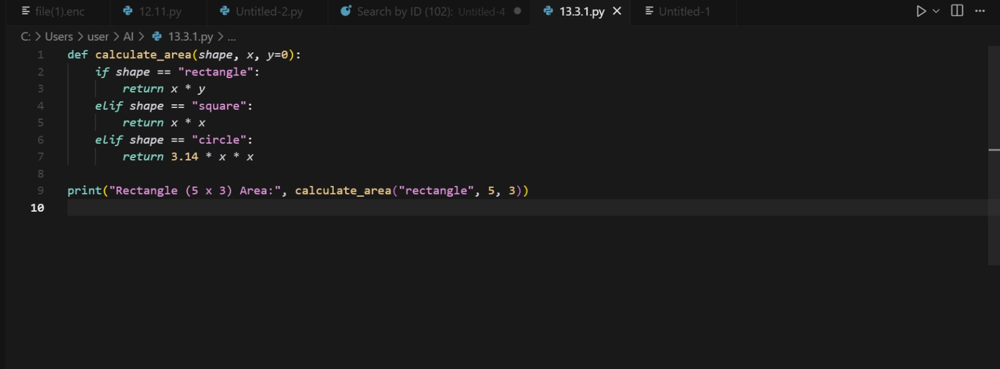 file(1).enc 12.11.py Untitled-2.py Search by ID (102): Untitled-4 13.3.1.py Untitled-1
C: > Users > user > AI > 13.3.1.py > ...
1 def calculate_area(shape, x, y=0):
2     if shape == "rectangle":
3         return x * y
4     elif shape == "square":
5         return x * x
6     elif shape == "circle":
7         return 3.14 * x * x
8
9 print("Rectangle (5 x 3) Area:", calculate_area("rectangle", 5, 3))
10